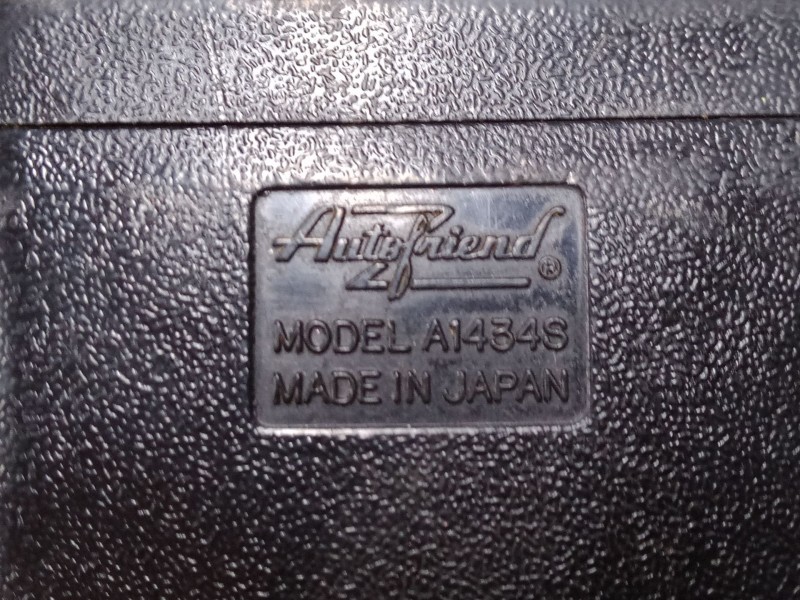 AutoFriend ®
MODEL A1434S
MADE IN JAPAN